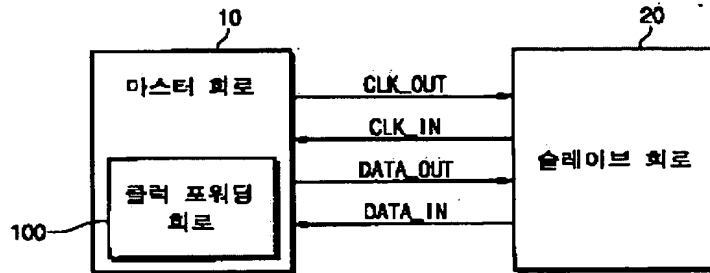 10
20
마스터 회로
CLK_OUT
CLK_IN
슬레이브 회로
DATA_OUT
클럭 포워딩
회로
DATA_IN
100